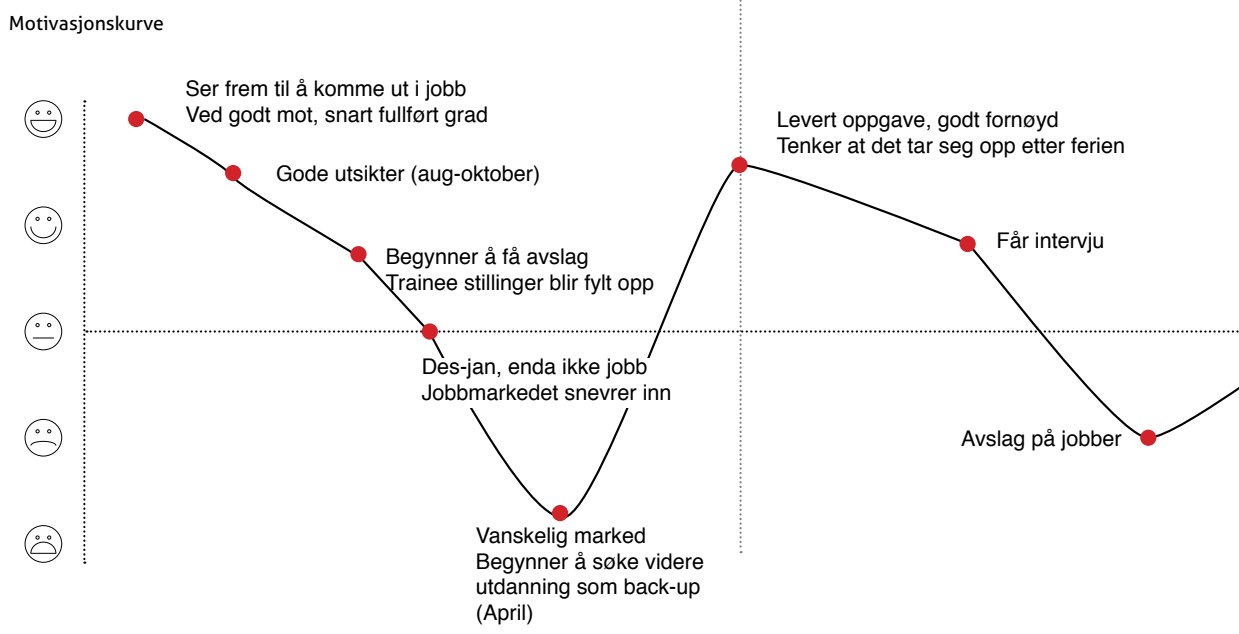 Motivasjonskurve
Ser frem til å komme ut i jobb
Ved godt mot, snart fullført grad
Gode utsikter (aug-oktober)
Begynner å få avslag
Trainee stillinger blir fylt opp
Des-jan, enda ikke jobb
Jobbmarkedet snevrer inn
Vanskelig marked
Begynner å søke videre
utdanning som back-up
(April)
Levert oppgave, godt fornøyd
Tenker at det tar seg opp etter ferien
Får intervju
Avslag på jobber